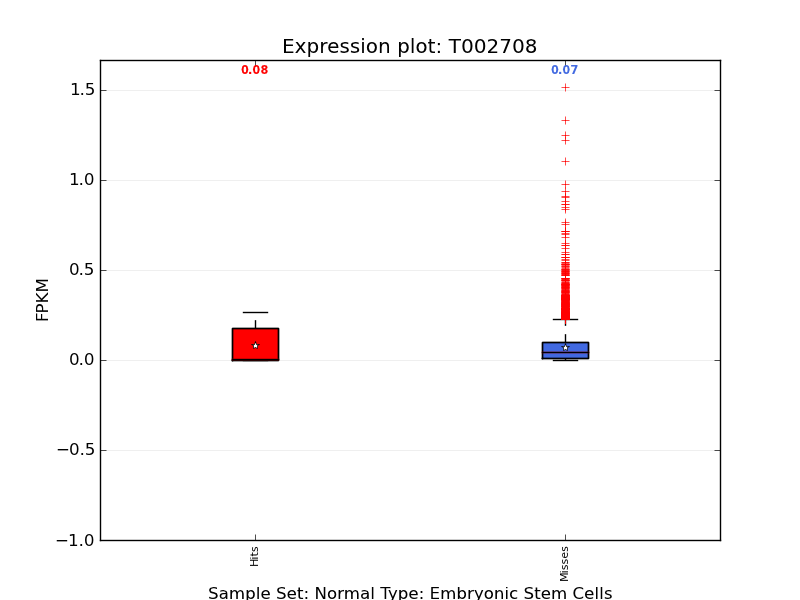 Expression plot: T002708
0.08
0.07
1.5
1.0
0.5
0.0
−0.5
−1.0
FPKM
Hits
Misses
Sample Set: Normal Type: Embryonic Stem Cells